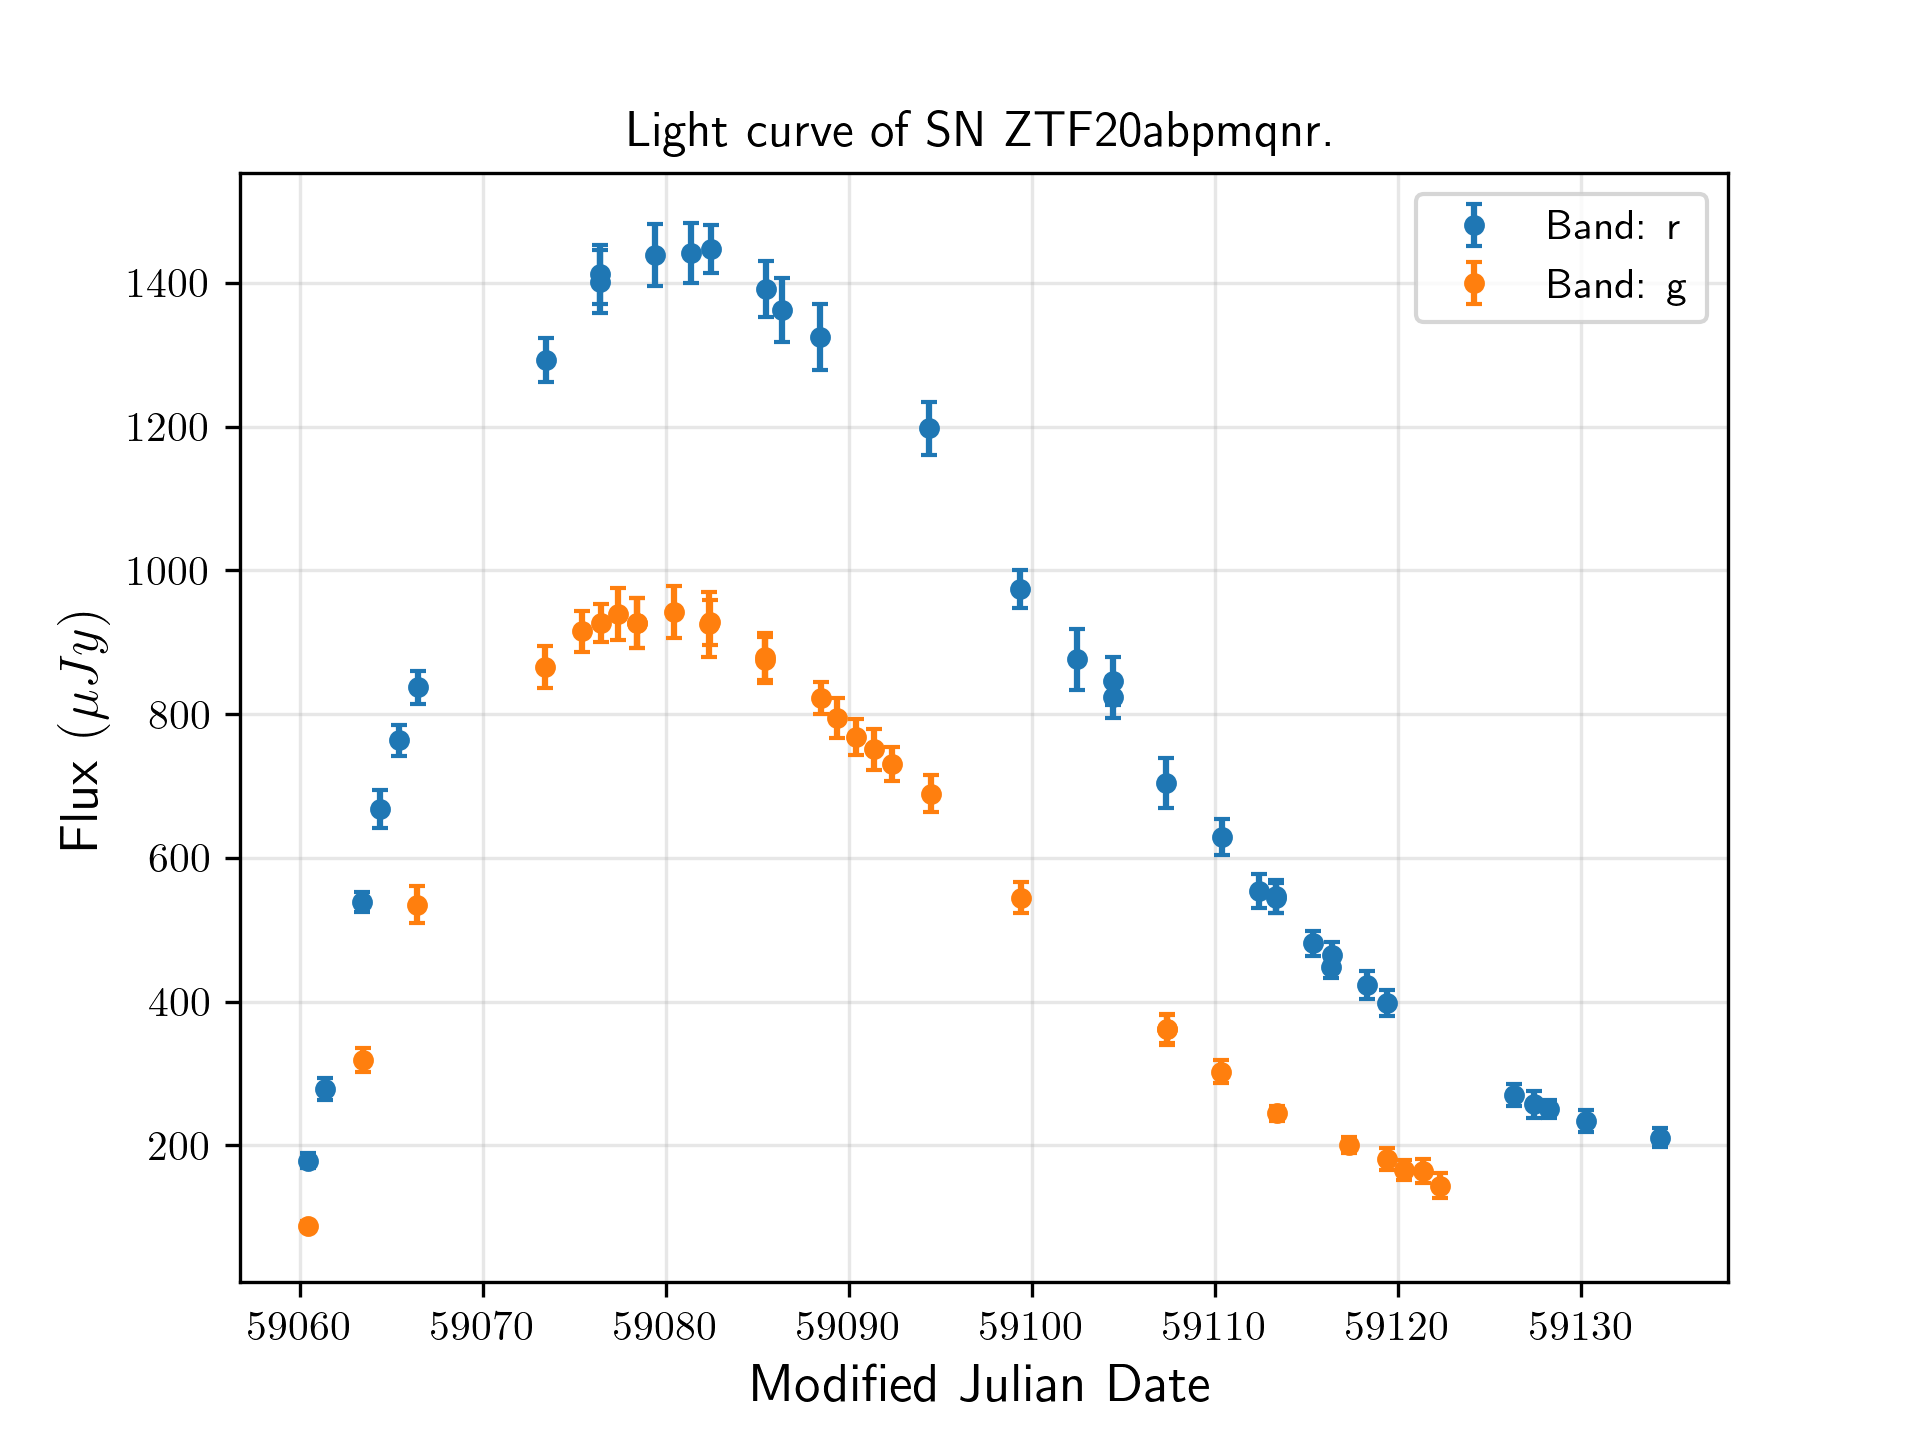 Light curve of SN ZTF20abpmqnr.
Band: r
Band: g
1400
1200
1000
800
600
400
200
Flux (μJy)
59060 59070 59080 59090 59100 59110 59120 59130
Modified Julian Date